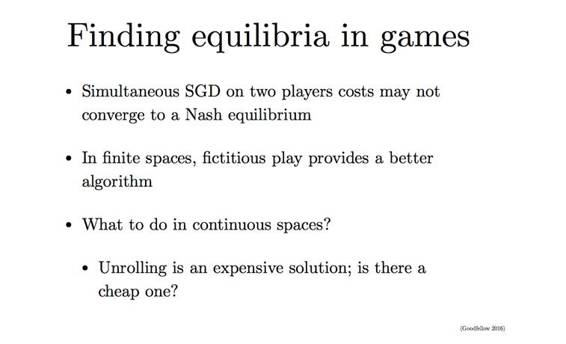 Finding equilibria in games
• Simultaneous SGD on two players costs may not
converge to a Nash equilibrium
• In finite spaces, fictitious play provides a better
algorithm
• What to do in continuous spaces?
• Unrolling is an expensive solution; is there a
cheap one?
(Goodfellow 2016)